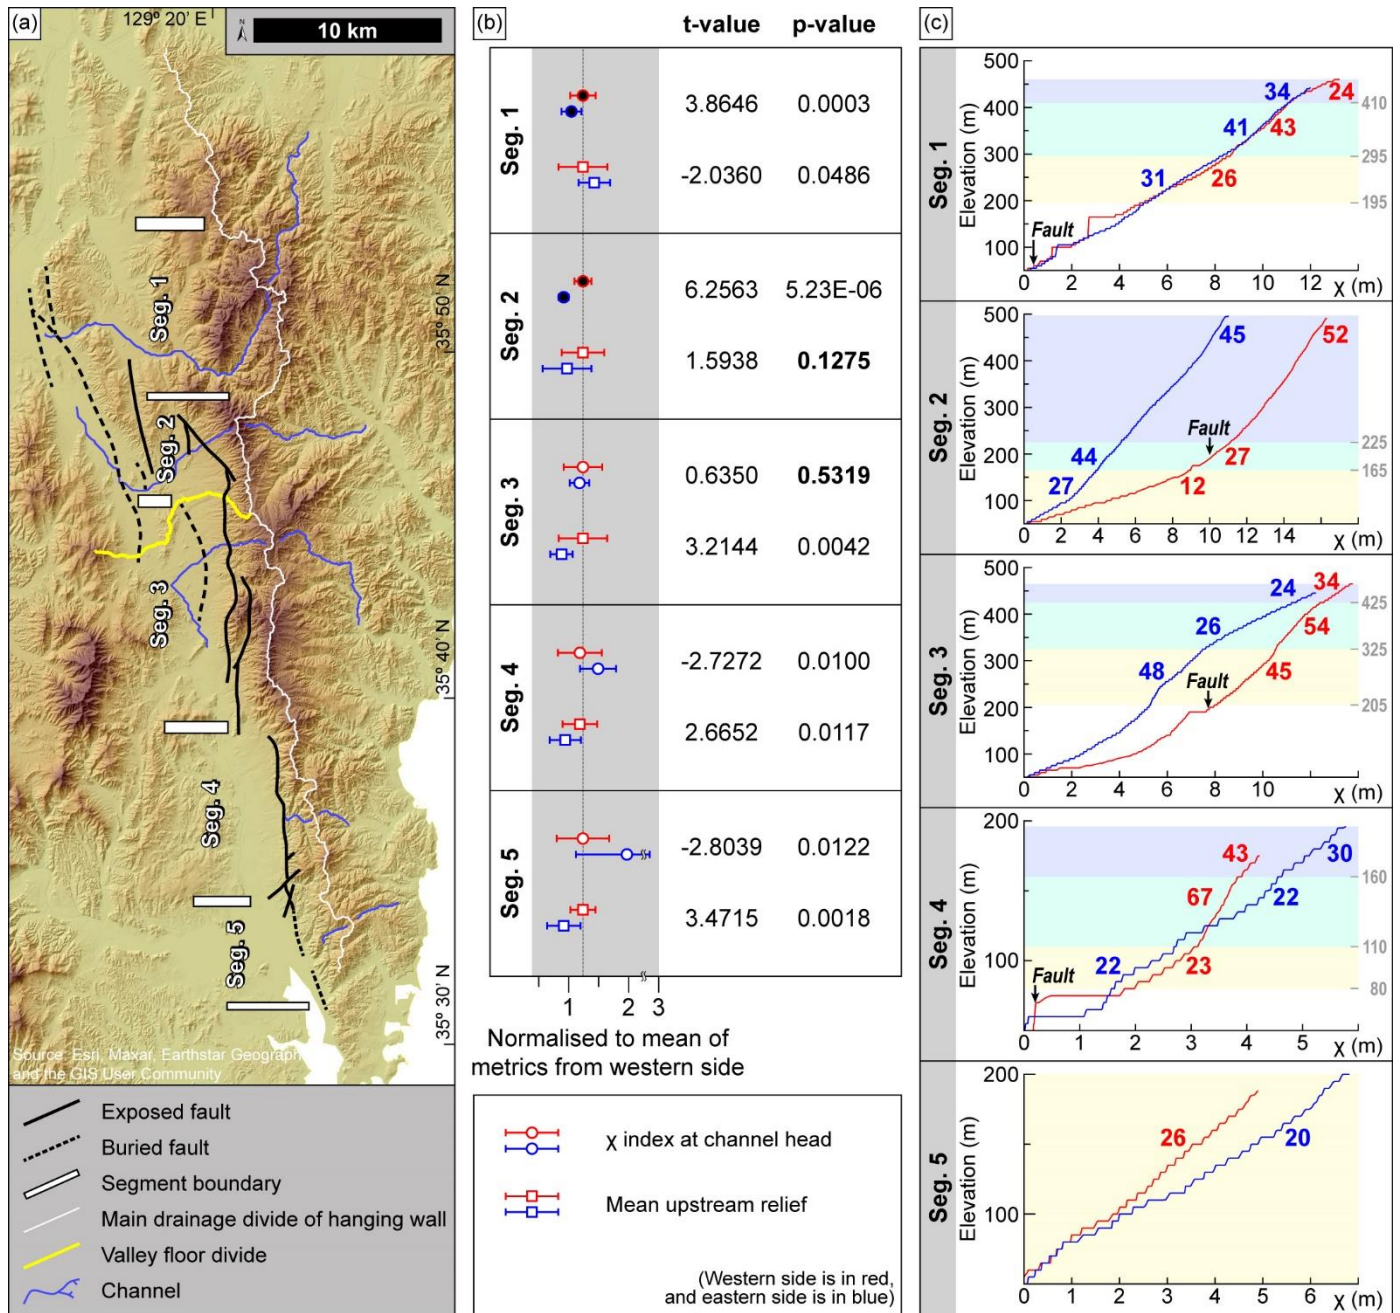 (a)
129° 20' E
N
10 km
Seg. 1
Seg. 2
Seg. 3
Seg. 4
Seg. 5
35° 50' N
35° 40' N
35° 30' N
Source: Esri, Maxar, Earthstar Geograph
and the GIS User Community
Exposed fault
Buried fault
Segment boundary
Main drainage divide of hanging wall
Valley floor divide
Channel
(b)
t-value p-value
Seg. 1
3.8646 0.0003
-2.0360 0.0486
Seg. 2
6.2563 5.23E-06
1.5938 0.1275
Seg. 3
0.6350 0.5319
3.2144 0.0042
Seg. 4
-2.7272 0.0100
2.6652 0.0117
Seg. 5
-2.8039 0.0122
3.4715 0.0018
1 2 3
Normalised to mean of
metrics from western side
χ index at channel head
Mean upstream relief
(Western side is in red,
and eastern side is in blue)
(c)
Seg. 1
Elevation (m)
500
400
300
200
100
34 24
41 43
31 26
Fault
410
295
195
0 2 4 6 8 10 12 χ (m)
Seg. 2
Elevation (m)
500
400
300
200
100
45 52
44 27
27 12
Fault
225
165
0 2 4 6 8 10 12 14 χ (m)
Seg. 3
Elevation (m)
500
400
300
200
100
24 34
26 54
48 45
Fault
425
325
205
0 2 4 6 8 10 χ (m)
Seg. 4
Elevation (m)
200
100
43 30
67 22
22 23
Fault
160
110
80
0 1 2 3 4 5 χ (m)
Seg. 5
Elevation (m)
200
100
26 20
0 1 2 3 4 5 6 χ (m)